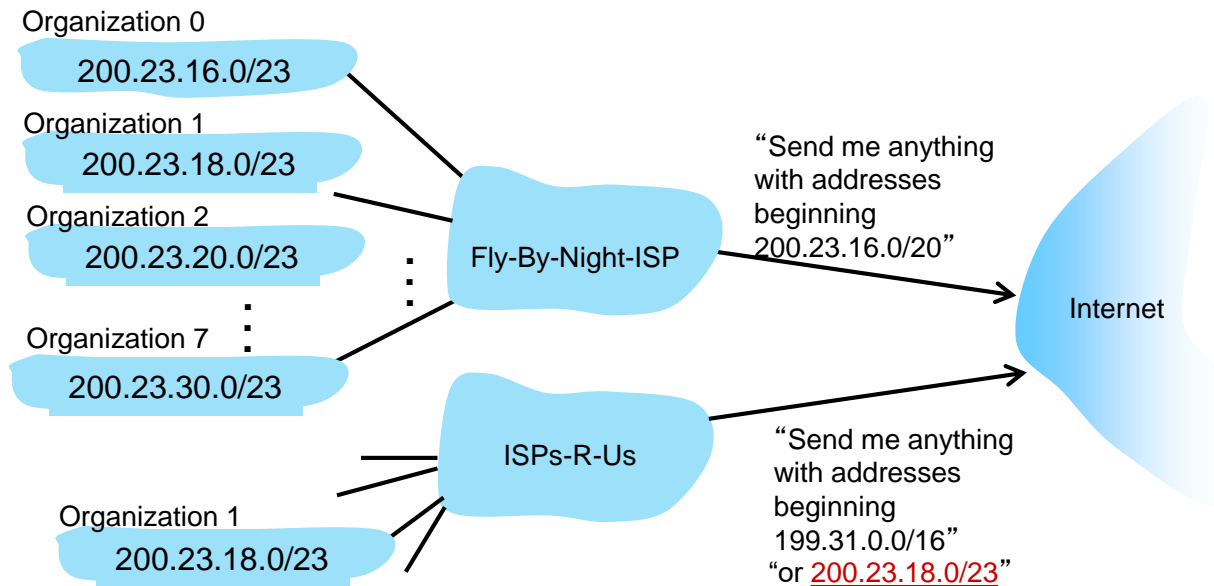 Organization 0
200.23.16.0/23
Organization 1
200.23.18.0/23
Organization 2
200.23.20.0/23
Organization 7
200.23.30.0/23
Fly-By-Night-ISP
“Send me anything
with addresses
beginning
200.23.16.0/20”
Internet
ISPs-R-Us
Organization 1
200.23.18.0/23
“Send me anything
with addresses
beginning
199.31.0.0/16”
“or 200.23.18.0/23”